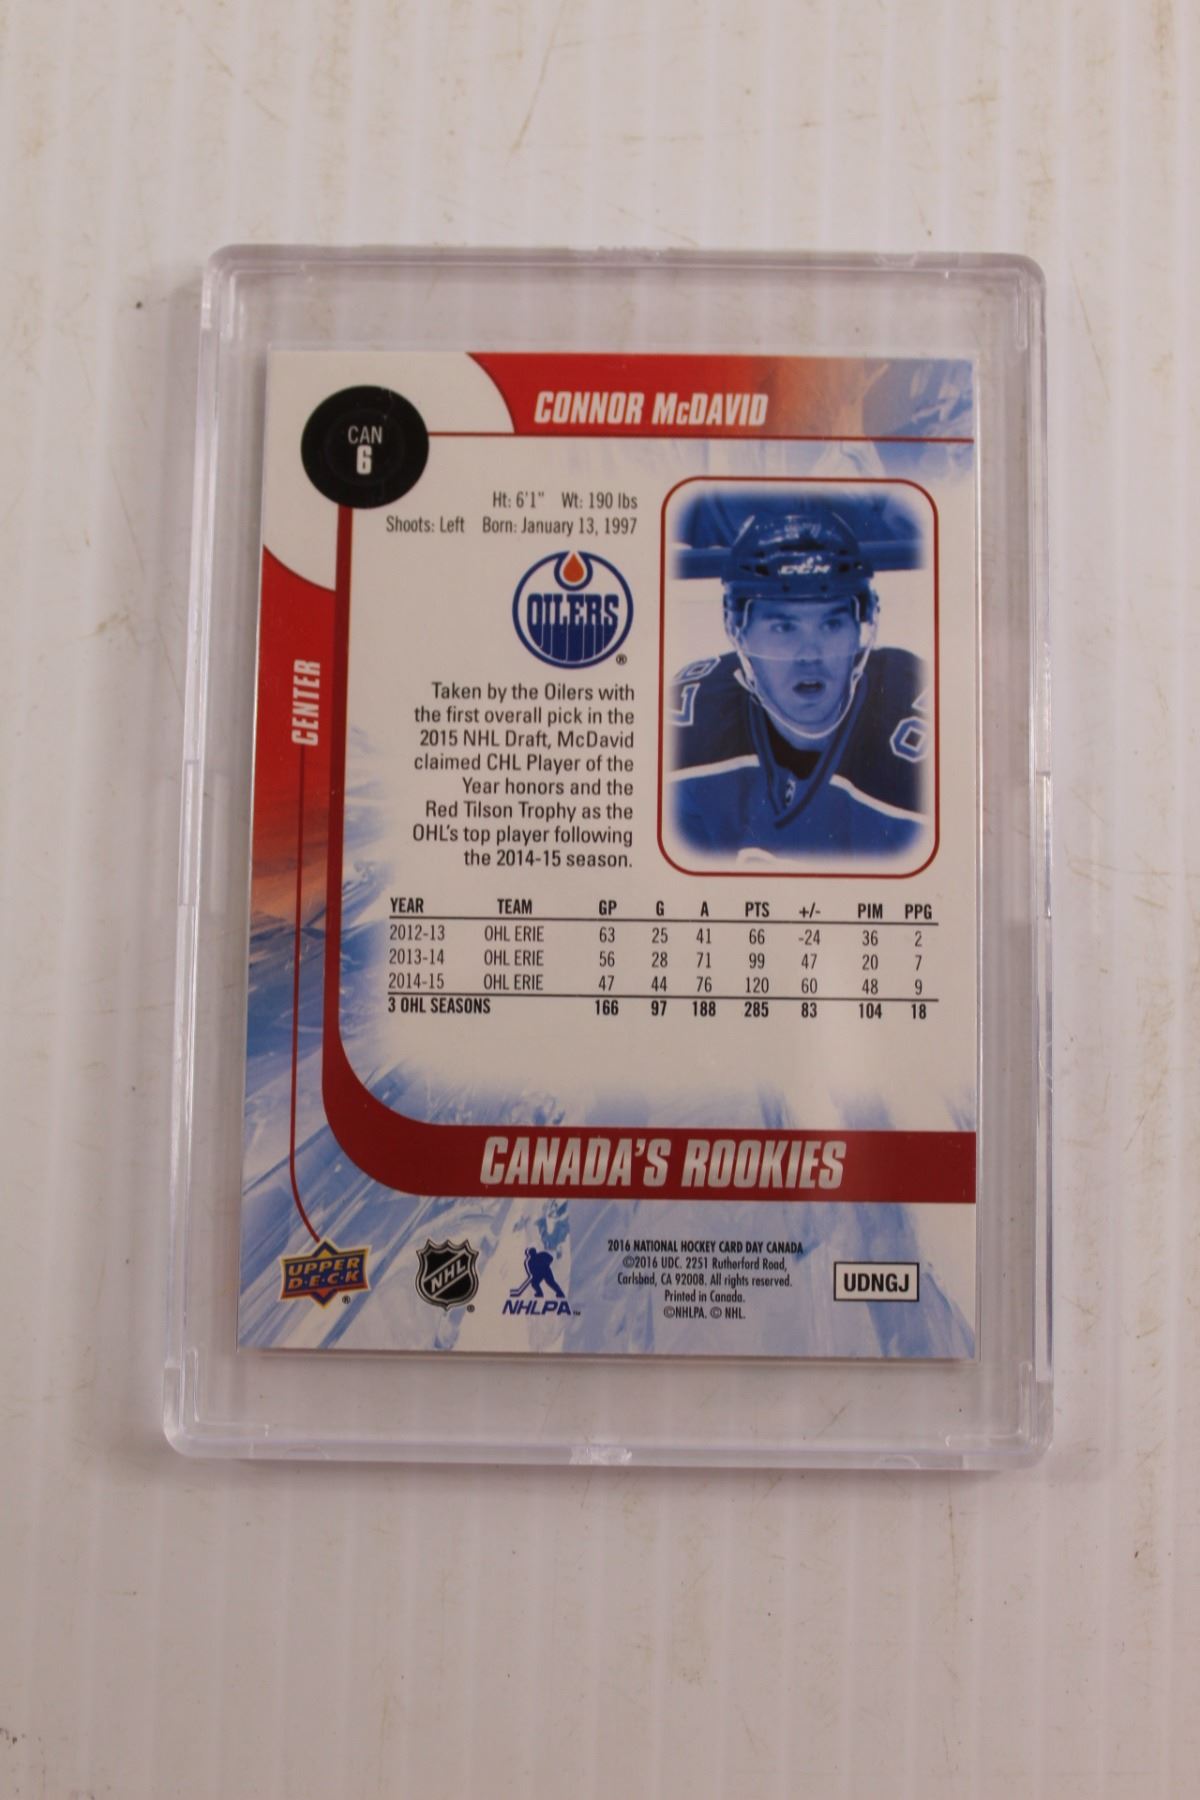 CONNOR McDAVID
CAN
6
Ht: 6'1" Wt: 190 lbs
Shoots: Left Born: January 13, 1997
CCM
OILERS
®
CENTER
Taken by the Oilers with
the first overall pick in the
2015 NHL Draft, McDavid
claimed CHL Player of the
Year honors and the
Red Tilson Trophy as the
OHL's top player following
the 2014-15 season.
YEAR TEAM GP G A PTS +/- PIM PPG
2012-13 OHL ERIE 63 25 41 66 -24 36 2
2013-14 OHL ERIE 56 28 71 99 47 20 7
2014-15 OHL ERIE 47 44 76 120 60 48 9
3 OHL SEASONS 166 97 188 285 83 104 18
CANADA'S ROOKIES
UPPER
D·E·C·K
®
NHL
®
NHLPA™
2016 NATIONAL HOCKEY CARD DAY CANADA
©2016 UDC. 2251 Rutherford Road,
Carlsbad, CA 92008. All rights reserved.
Printed in Canada.
©NHLPA. © NHL.
UDNGJ